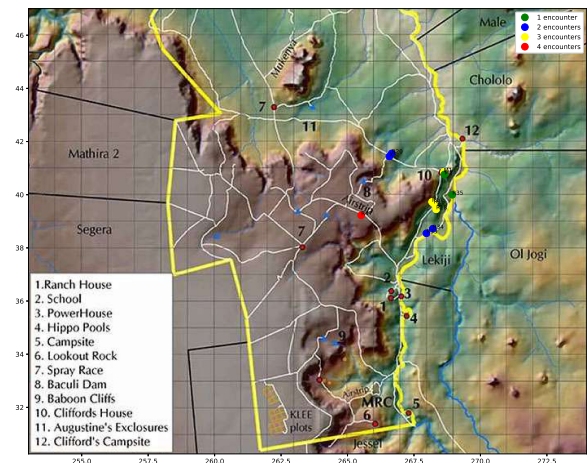 Male
1 encounter
2 encounters
3 encounters
4 encounters
46
Mukenya
Chololo
44
7
11
12
42
Mathira 2
10
8
40
35
Airstrip
Segera
7
34
38
Lekiji
Ol Jogi
2
36
1
3
4
1.Ranch House
2. School
3. PowerHouse
4. Hippo Pools
5. Campsite
6. Lookout Rock
7. Spray Race
8. Baculi Dam
9. Baboon Cliffs
10. Cliffords House
11. Augustine's Exclosures
12. Clifford's Campsite
34
9
Airstrip
MRC
32
KLEE
plots
6
5
Jessel
255.0
257.5
260.0
262.5
265.0
267.5
270.0
272.5